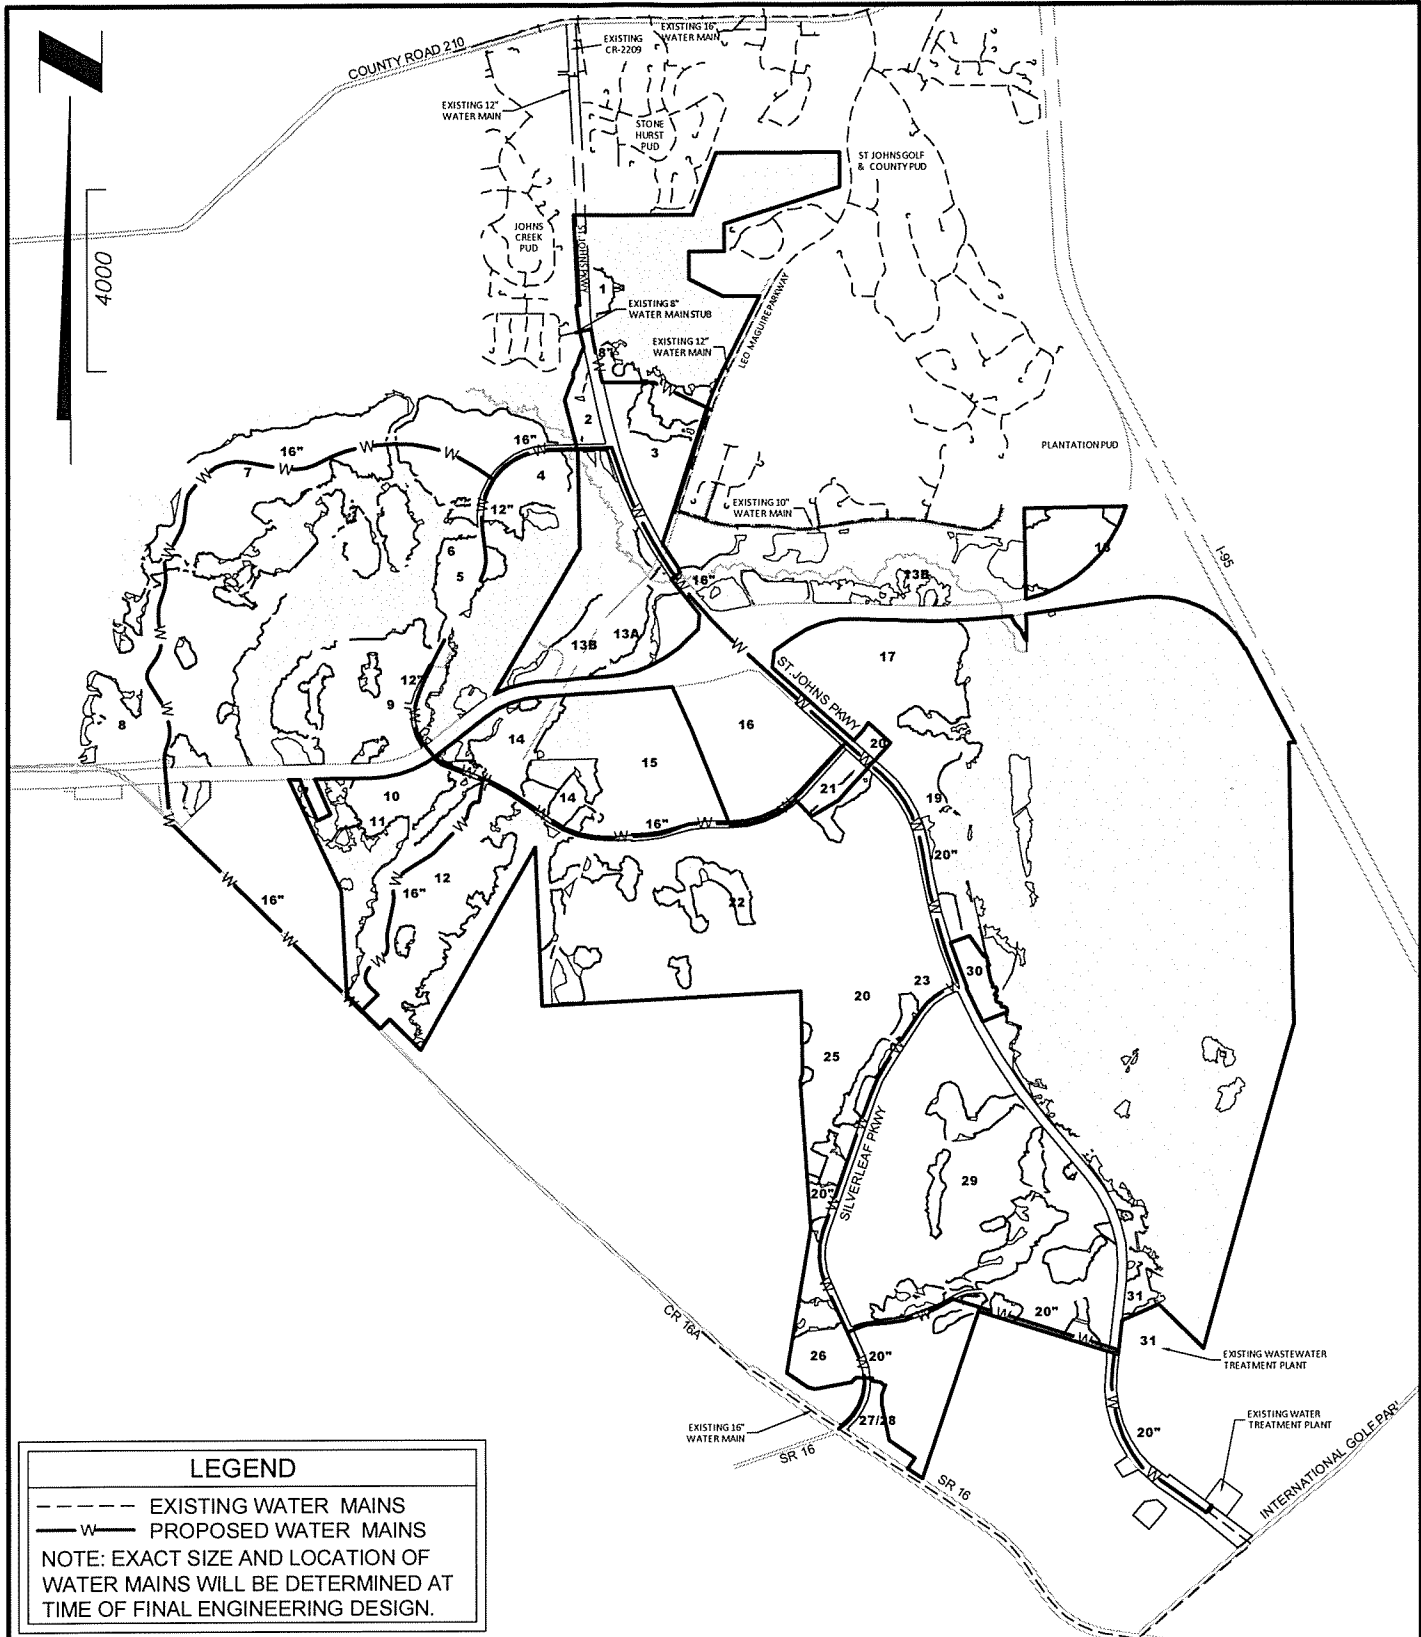 COUNTY ROAD 210
EXISTING 16"
WATER MAIN
EXISTING
CR-2209
EXISTING 12"
WATER MAIN
STONE
HURST
PUD
ST JOHNS GOLF
& COUNTY PUD
4000
JOHNS
CREEK
PUD
ST. JOHNS PKWY
1
EXISTING 8"
WATER MAIN STUB
LEO MAGUIRE PARKWAY
EXISTING 12"
WATER MAIN
8"
W
2
3
PLANTATION PUD
16"
7
16"
4
12"
EXISTING 10"
WATER MAIN
6
5
I-95
18
16"
13B
13A
13B
17
12"
9
8
ST. JOHNS PKWY
14
16
15
20
21
10
14
19
11
16"
20"
12
16"
16"
22
30
23
20
25
SILVERLEAF PKWY
29
20"
CR 16A
20"
31
26
20"
31
EXISTING WASTEWATER
TREATMENT PLANT
EXISTING 16"
WATER MAIN
27/28
EXISTING WATER
TREATMENT PLANT
20"
SR 16
SR 16
INTERNATIONAL GOLF PAR
LEGEND
EXISTING WATER MAINS
W PROPOSED WATER MAINS
NOTE: EXACT SIZE AND LOCATION OF
WATER MAINS WILL BE DETERMINED AT
TIME OF FINAL ENGINEERING DESIGN.